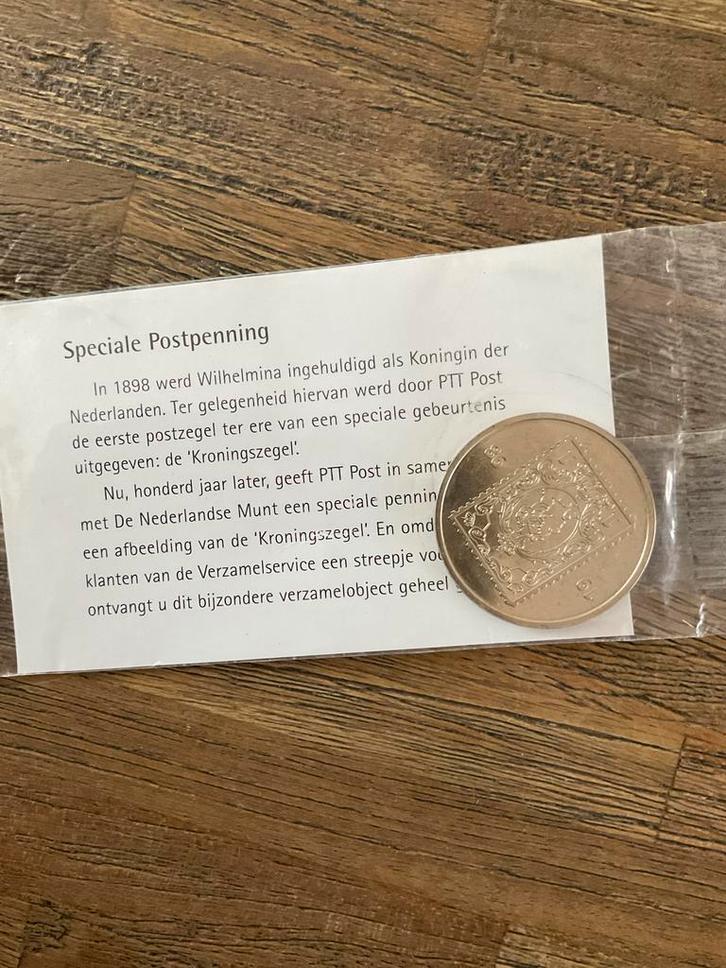 Speciale Postpenning
In 1898 werd Wilhelmina ingehuldigd als Koningin der
Nederlanden. Ter gelegenheid hiervan werd door PTT Post
de eerste postzegel ter ere van een speciale gebeurtenis
uitgegeven: de 'Kroningszegel'.
Nu, honderd jaar later, geeft PTT Post in samen
met De Nederlandse Munt een speciale pennin
een afbeelding van de 'Kroningszegel'. En omd
klanten van de Verzamelservice een streepje vo
ontvangt u dit bijzondere verzamelobject geheel